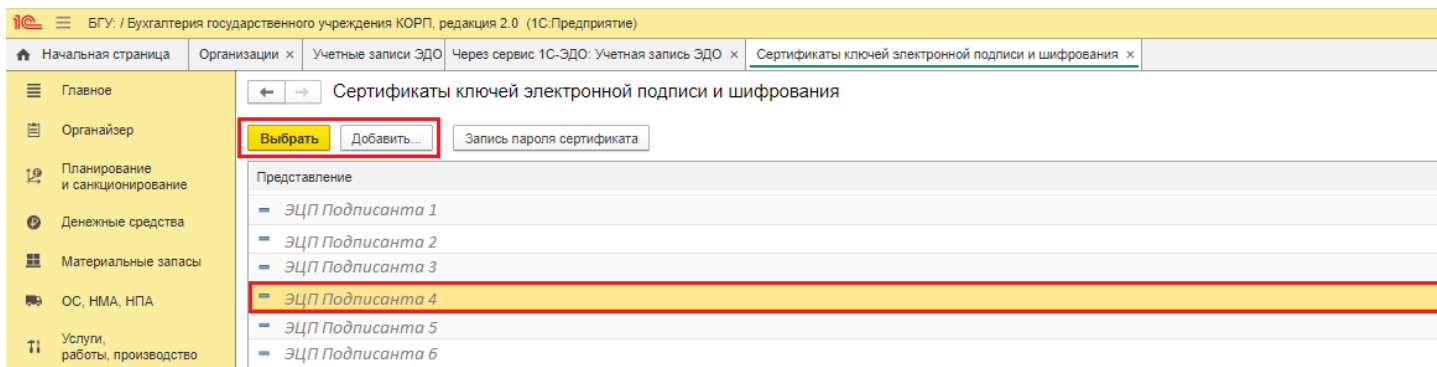 1С БГУ: / Бухгалтерия государственного учреждения КОРП, редакция 2.0 (1С:Предприятие)
Начальная страница Организации × Учетные записи ЭДО Через сервис 1С-ЭДО: Учетная запись ЭДО × Сертификаты ключей электронной подписи и шифрования ×
Главное
Органайзер
Планирование
и санкционирование
Денежные средства
Материальные запасы
ОС, НМА, НПА
Услуги,
работы, производство
← → Сертификаты ключей электронной подписи и шифрования
Выбрать Добавить... Запись пароля сертификата
Представление
ЭЦП Подписанта 1
ЭЦП Подписанта 2
ЭЦП Подписанта 3
ЭЦП Подписанта 4
ЭЦП Подписанта 5
ЭЦП Подписанта 6